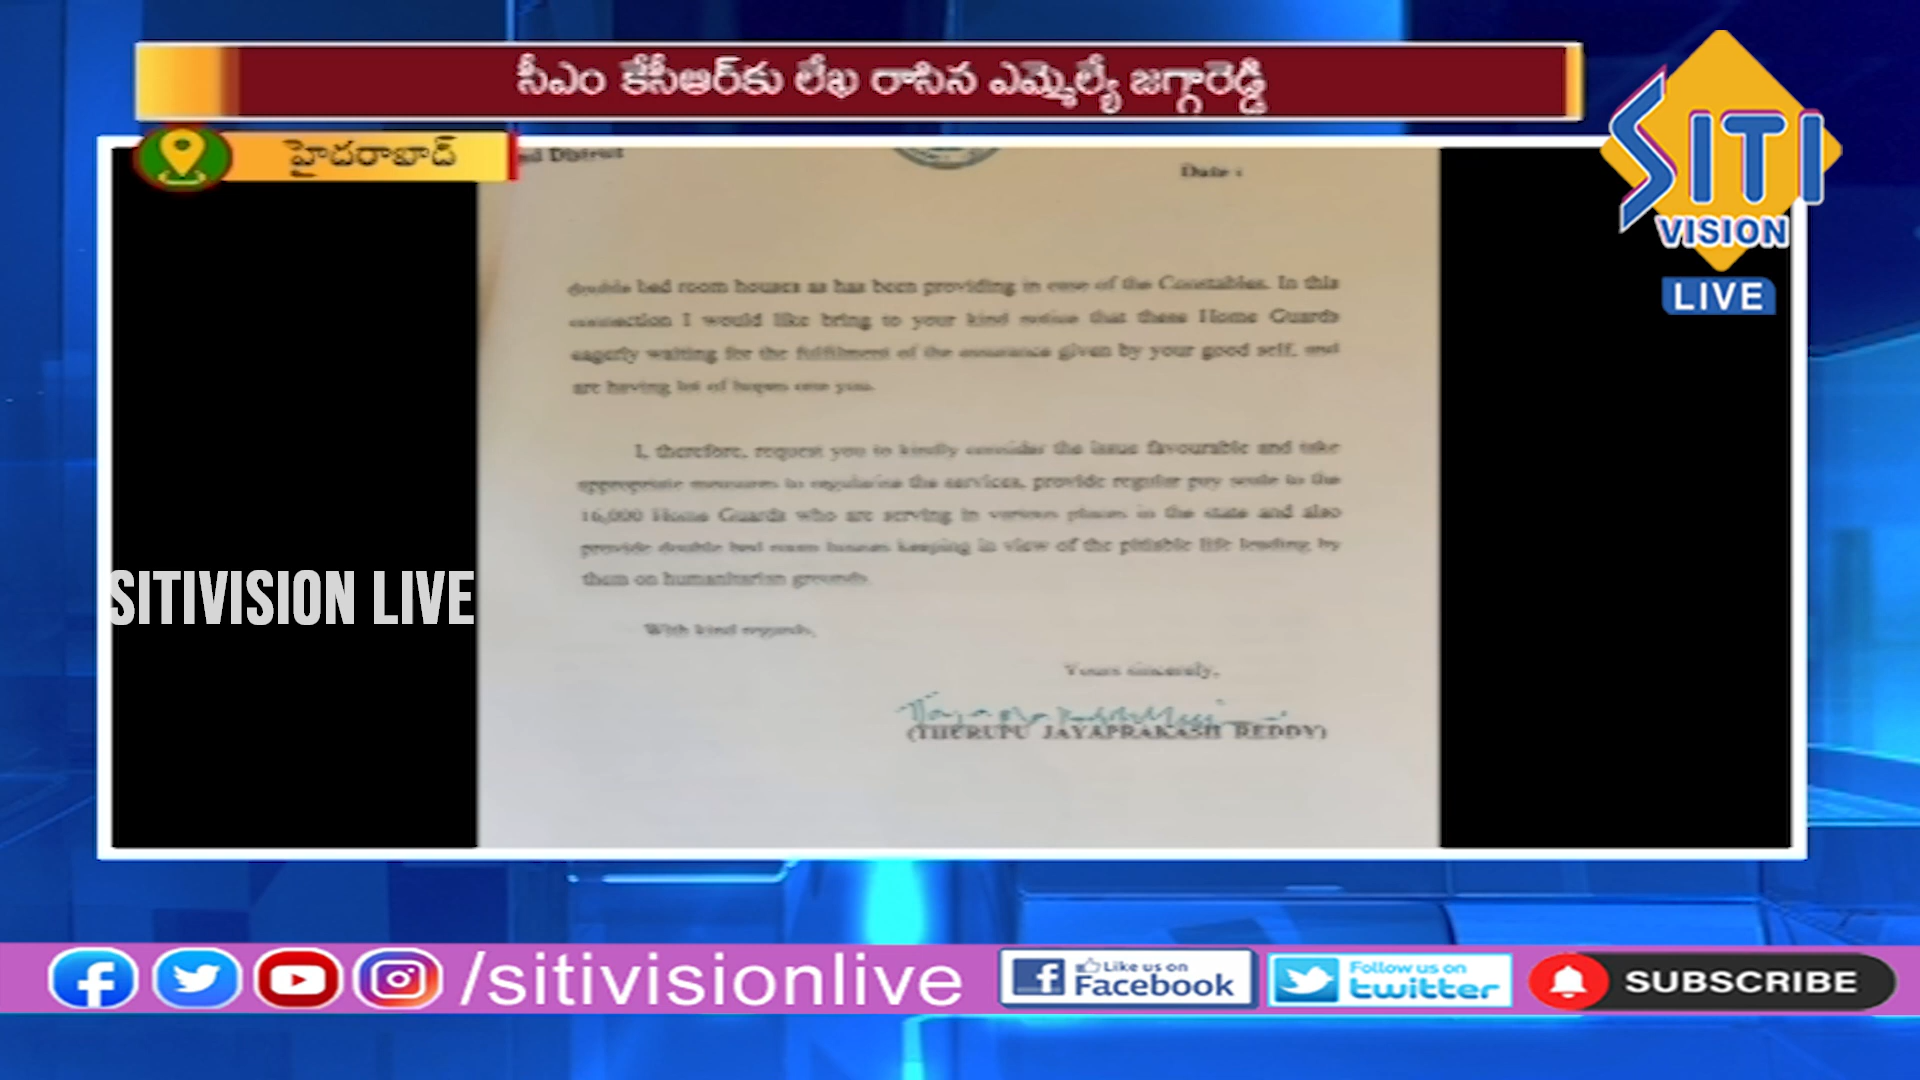 సీఎం కేసీఆర్‌కు లేఖ రాసిన ఎమ్మెల్యే జగ్గారెడ్డి
హైదరాబాద్
District
Date :
SITI
VISION
LIVE
double bed room houses as has been providing in case of the Constables. In this
connection I would like bring to your kind notice that these Home Guards
eagerly waiting for the fulfilment of the assurance given by your good self, and
are having lot of hopes one you.
I, therefore, request you to kindly consider the issue favourable and take
appropriate measures to regularise the services, provide regular pay scale to the
16,000 Home Guards who are serving in various places in the state and also
provide double bed room houses keeping in view of the pitiable life leading by
them on humanitarian grounds.
With kind regards,
Yours sincerely,
(THURUPU JAYAPRAKASH REDDY)
SITIVISION LIVE
/sitivisionlive
Like us on
Facebook
Follow us on
twitter
SUBSCRIBE